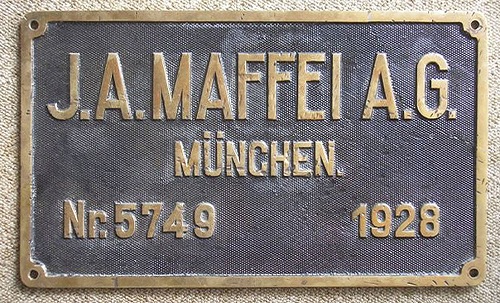 J.A.MAFFEI A.G.
MÜNCHEN.
Nr. 5749 1928